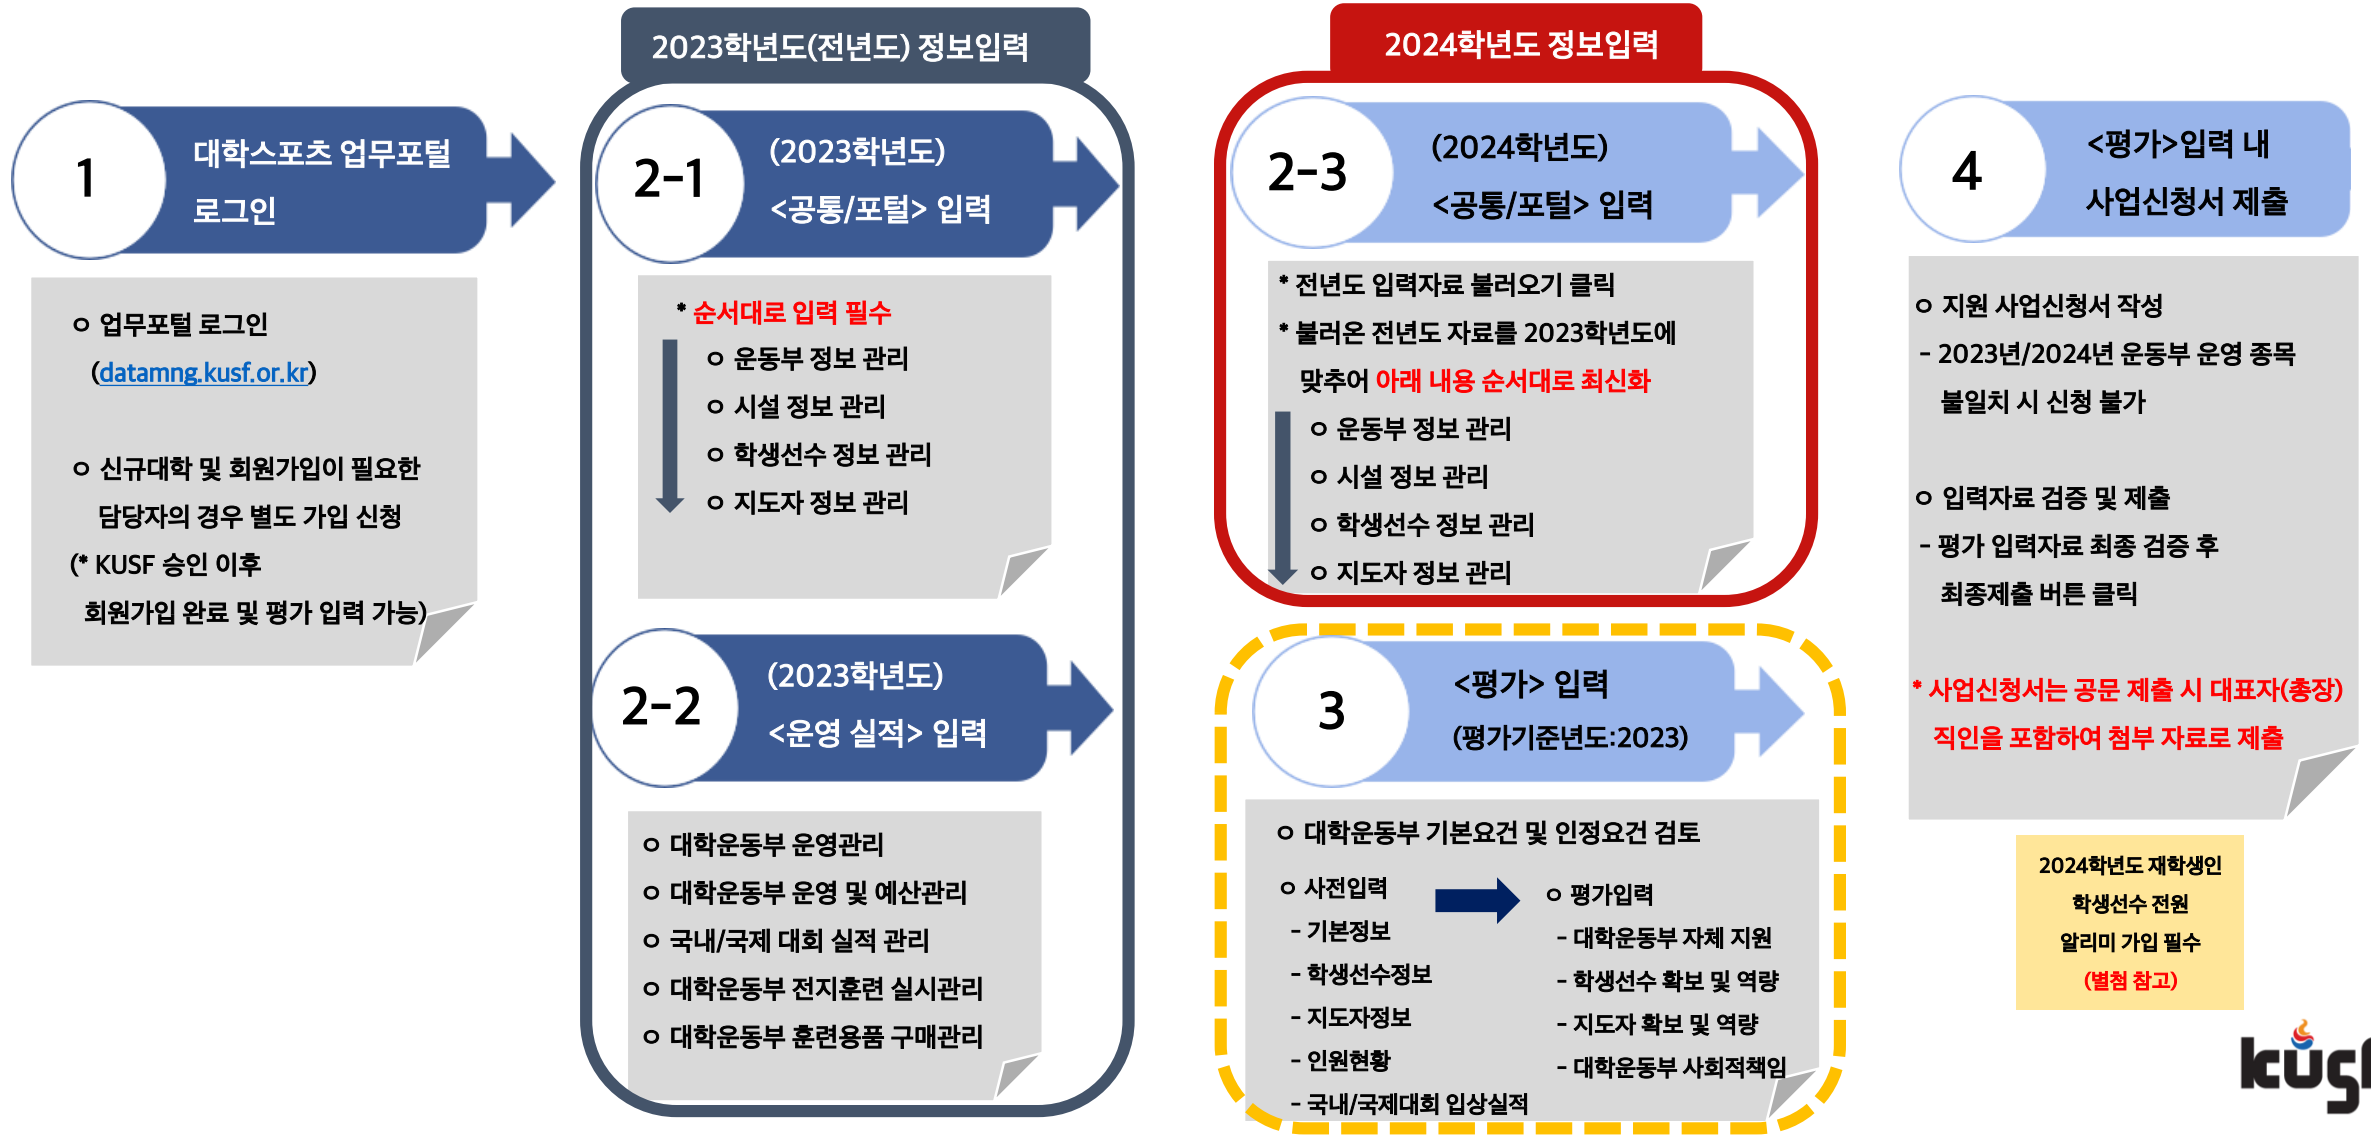 2023학년도(전년도) 정보입력
2024학년도 정보입력
1
대학스포츠 업무포털
로그인
ㅇ 업무포털 로그인
(datamng.kusf.or.kr)
ㅇ 신규대학 및 회원가입이 필요한
담당자의 경우 별도 가입 신청
(* KUSF 승인 이후
회원가입 완료 및 평가 입력 가능)
2-1
(2023학년도)
<공통/포털> 입력
* 순서대로 입력 필수
ㅇ 운동부 정보 관리
ㅇ 시설 정보 관리
ㅇ 학생선수 정보 관리
ㅇ 지도자 정보 관리
2-2
(2023학년도)
<운영 실적> 입력
ㅇ 대학운동부 운영관리
ㅇ 대학운동부 운영 및 예산관리
ㅇ 국내/국제 대회 실적 관리
ㅇ 대학운동부 전지훈련 실시관리
ㅇ 대학운동부 훈련용품 구매관리
2-3
(2024학년도)
<공통/포털> 입력
* 전년도 입력자료 불러오기 클릭
* 불러온 전년도 자료를 2023학년도에
맞추어 아래 내용 순서대로 최신화
ㅇ 운동부 정보 관리
ㅇ 시설 정보 관리
ㅇ 학생선수 정보 관리
ㅇ 지도자 정보 관리
3
<평가> 입력
(평가기준년도:2023)
ㅇ 대학운동부 기본요건 및 인정요건 검토
ㅇ 사전입력
- 기본정보
- 학생선수정보
- 지도자정보
- 인원현황
- 국내/국제대회 입상실적
ㅇ 평가입력
- 대학운동부 자체 지원
- 학생선수 확보 및 역량
- 지도자 확보 및 역량
- 대학운동부 사회적책임
4
<평가>입력 내
사업신청서 제출
ㅇ 지원 사업신청서 작성
- 2023년/2024년 운동부 운영 종목
불일치 시 신청 불가
ㅇ 입력자료 검증 및 제출
- 평가 입력자료 최종 검증 후
최종제출 버튼 클릭
* 사업신청서는 공문 제출 시 대표자(총장)
직인을 포함하여 첨부 자료로 제출
2024학년도 재학생인
학생선수 전원
알리미 가입 필수
(별첨 참고)
kusf